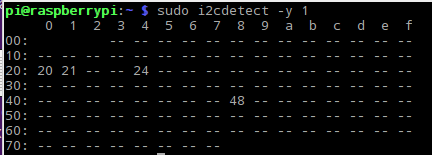 pi@raspberrypi:~ $ sudo i2cdetect -y 1
     0  1  2  3  4  5  6  7  8  9  a  b  c  d  e  f
00:          -- -- -- -- -- -- -- -- -- -- -- -- --
10: -- -- -- -- -- -- -- -- -- -- -- -- -- -- -- --
20: 20 21 -- -- 24 -- -- -- -- -- -- -- -- -- -- --
30: -- -- -- -- -- -- -- -- -- -- -- -- -- -- -- --
40: -- -- -- -- -- -- -- -- 48 -- -- -- -- -- -- --
50: -- -- -- -- -- -- -- -- -- -- -- -- -- -- -- --
60: -- -- -- -- -- -- -- -- -- -- -- -- -- -- -- --
70: -- -- -- -- -- -- -- --